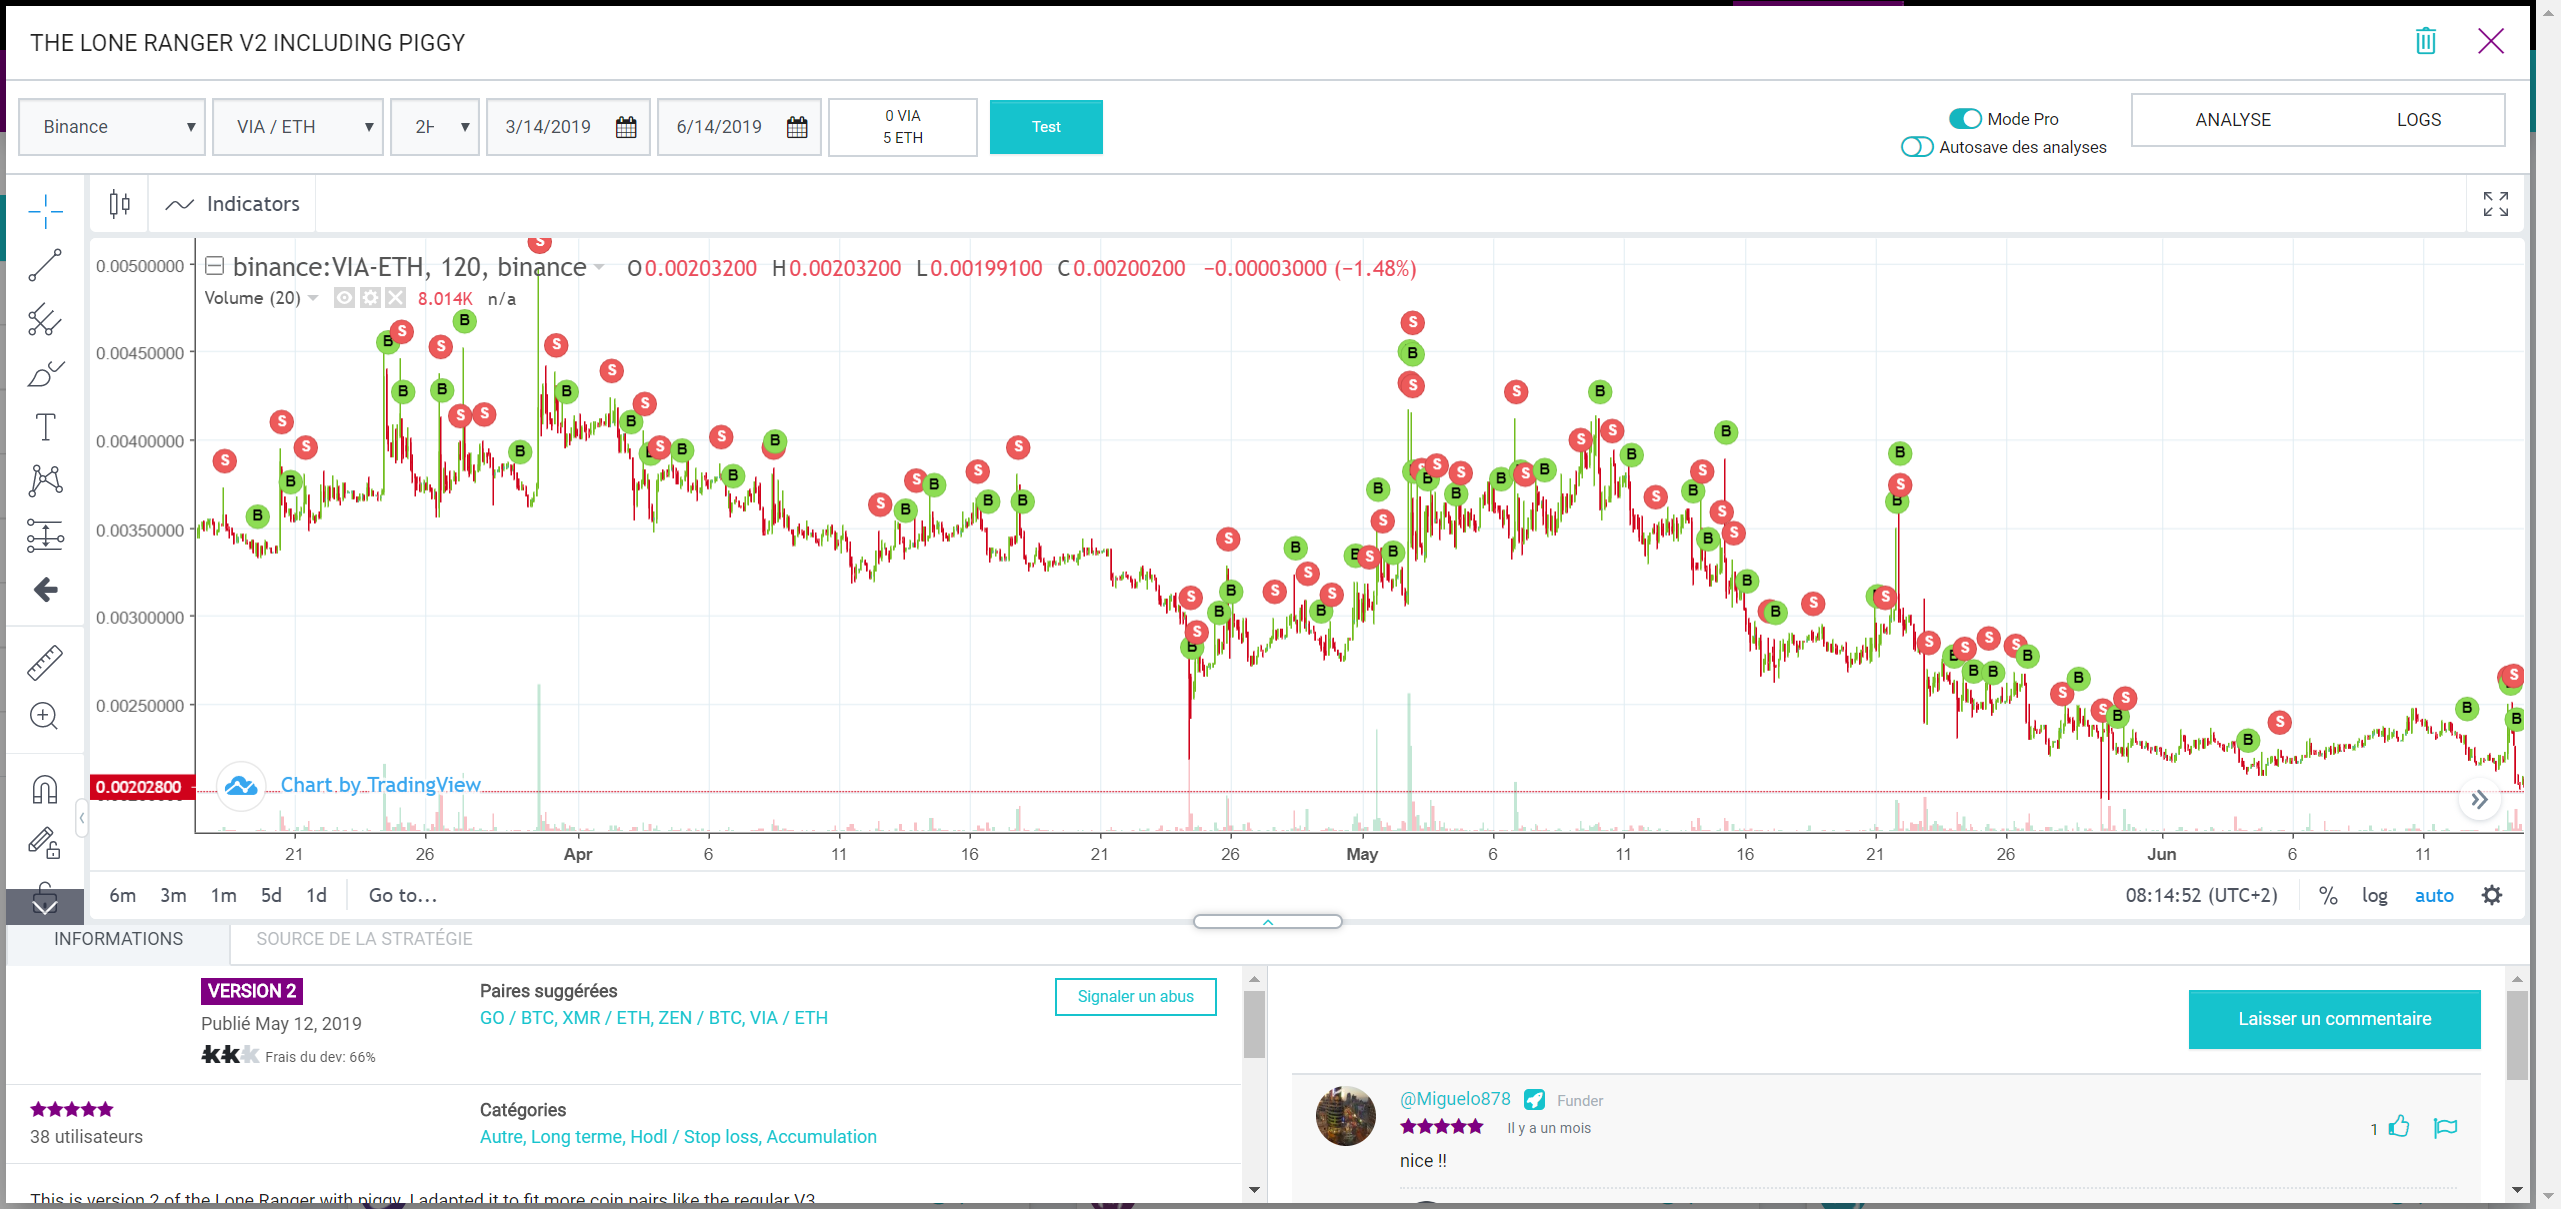 THE LONE RANGER V2 INCLUDING PIGGY
Binance
VIA / ETH
3/14/2019
6/14/2019
0 VIA
5 ETH
Test
Mode Pro
Autosave des analyses
ANALYSE
LOGS
Indicators
binance:VIA-ETH, 120, binance O0.00203200 H0.00203200 L0.00199100 C0.00200200 −0.00003000 (−1.48%)
Volume (20) 8.014K n/a
0.00500000
0.00450000
0.00400000
0.00350000
0.00300000
0.00250000
0.00202800
Chart by TradingView
21 26 Apr 6 11 16 21 26 May 6 11 16 21 26 Jun 6 11
6m 3m 1m 5d 1d Go to...
08:14:52 (UTC+2) % log auto
INFORMATIONS
SOURCE DE LA STRATÉGIE
VERSION 2
Publié May 12, 2019
Frais du dev: 66%
Paires suggérées
GO / BTC, XMR / ETH, ZEN / BTC, VIA / ETH
Signaler un abus
38 utilisateurs
Catégories
Autre, Long terme, Hodl / Stop loss, Accumulation
This is version 2 of the Lone Ranger with piggy. I adapted it to fit more coin pairs like the regular V3
Laisser un commentaire
@Miguelo878 Funder
Il y a un mois
1
nice !!